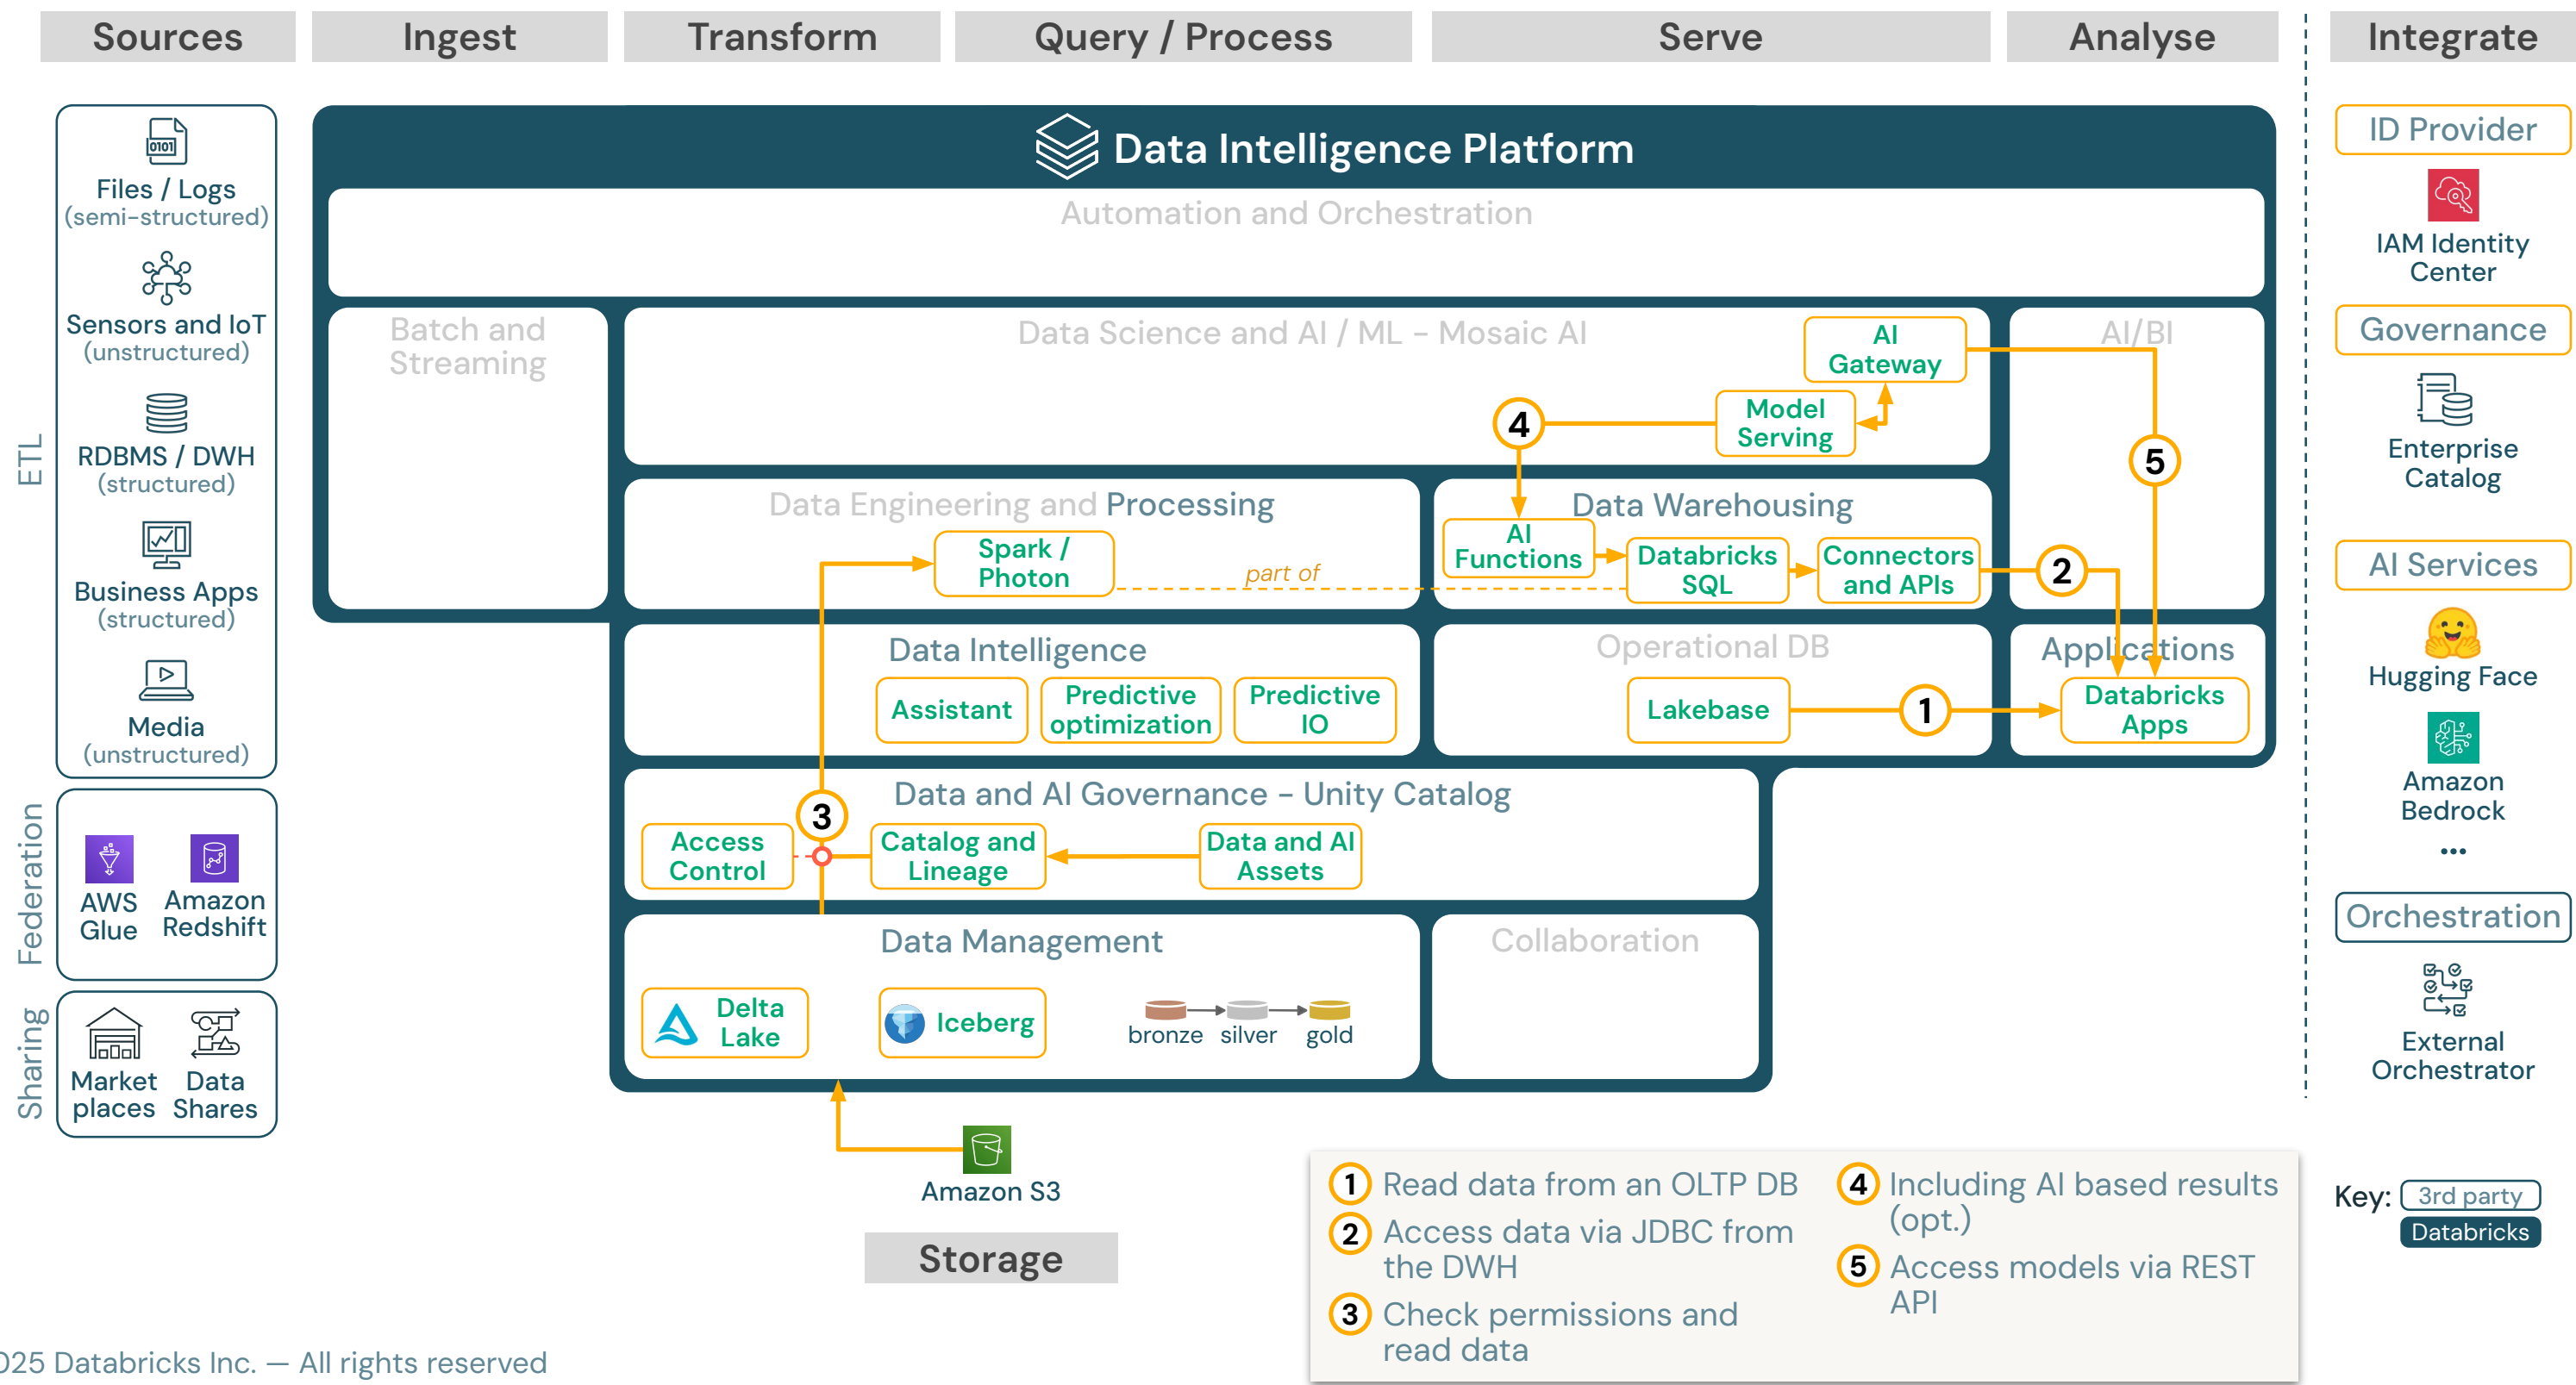 Sources
Ingest
Transform
Query / Process
Serve
Analyse
Integrate
ETL
Files / Logs
(semi-structured)
Sensors and IoT
(unstructured)
RDBMS / DWH
(structured)
Business Apps
(structured)
Media
(unstructured)
Federation
AWS
Glue
Amazon
Redshift
Sharing
Market
places
Data
Shares
Data Intelligence Platform
Automation and Orchestration
Batch and
Streaming
Data Science and AI / ML - Mosaic AI
AI
Gateway
Model
Serving
4
AI/BI
5
Data Engineering and Processing
Spark /
Photon
part of
Data Warehousing
AI
Functions
Databricks
SQL
Connectors
and APIs
2
Data Intelligence
Assistant
Predictive
optimization
Predictive
IO
Operational DB
Lakebase
1
Applications
Databricks
Apps
Data and AI Governance - Unity Catalog
3
Access
Control
Catalog and
Lineage
Data and AI
Assets
Data Management
Delta
Lake
Iceberg
bronze
silver
gold
Collaboration
Amazon S3
Storage
ID Provider
IAM Identity
Center
Governance
Enterprise
Catalog
AI Services
Hugging Face
Amazon
Bedrock
...
Orchestration
External
Orchestrator
1 Read data from an OLTP DB
2 Access data via JDBC from
the DWH
3 Check permissions and
read data
4 Including AI based results
(opt.)
5 Access models via REST
API
Key: 3rd party
Databricks
025 Databricks Inc. — All rights reserved